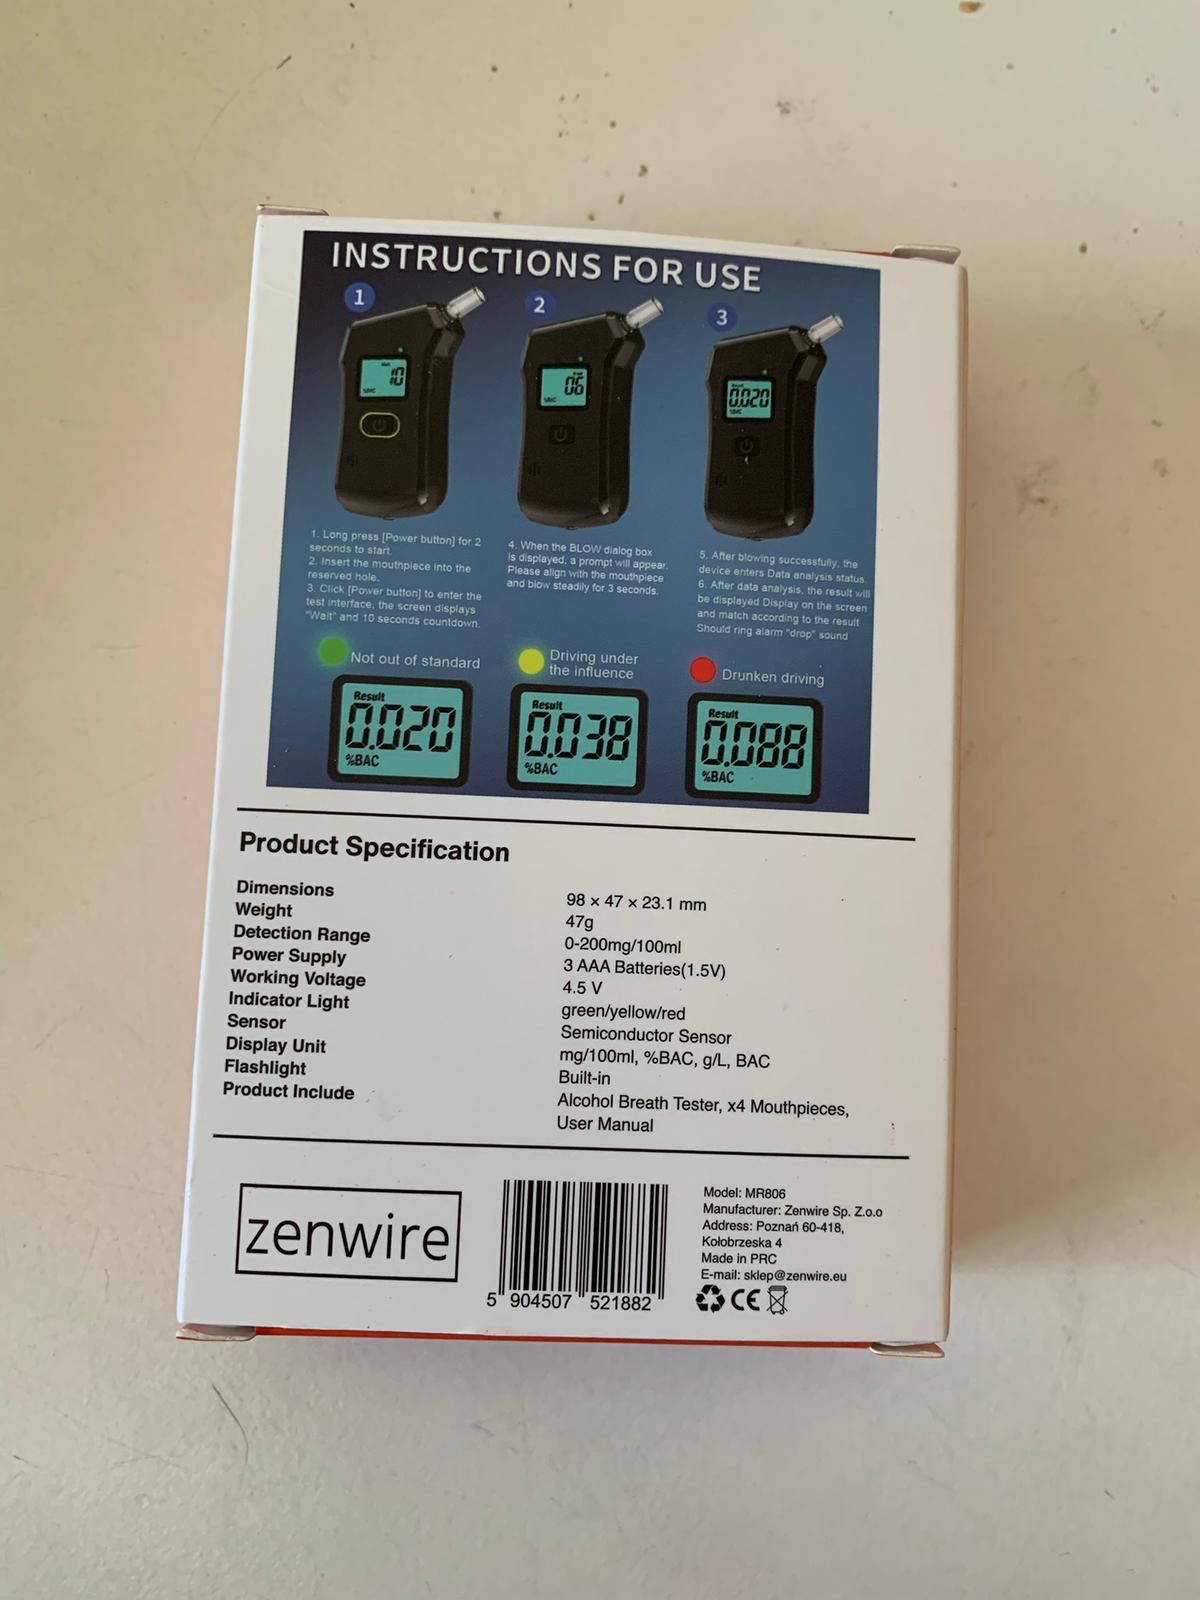 INSTRUCTIONS FOR USE
1
2
3
10
%BAC
06
%BAC
Result
0.020
%BAC
1. Long press [Power button] for 2
seconds to start.
2. Insert the mouthpiece into the
reserved hole.
3. Click [Power button] to enter the
test interface, the screen displays
"Wait" and 10 seconds countdown.
4. When the BLOW dialog box
is displayed, a prompt will appear.
Please align with the mouthpiece
and blow steadily for 3 seconds.
5. After blowing successfully, the
device enters Data analysis status.
6. After data analysis, the result will
be displayed Display on the screen
and match according to the result
Should ring alarm "drop" sound
Not out of standard
Result
0.020
%BAC
Driving under
the influence
Result
0.038
%BAC
Drunken driving
Result
0.088
%BAC
Product Specification
Dimensions 98 × 47 × 23.1 mm
Weight 47g
Detection Range 0-200mg/100ml
Power Supply 3 AAA Batteries(1.5V)
Working Voltage 4.5 V
Indicator Light green/yellow/red
Sensor Semiconductor Sensor
Display Unit mg/100ml, %BAC, g/L, BAC
Flashlight Built-in
Product Include Alcohol Breath Tester, x4 Mouthpieces,
User Manual
zenwire
5 904507 521882
Model: MR806
Manufacturer: Zenwire Sp. Z.o.o
Address: Poznań 60-418,
Kołobrzeska 4
Made in PRC
E-mail: sklep@zenwire.eu
CE